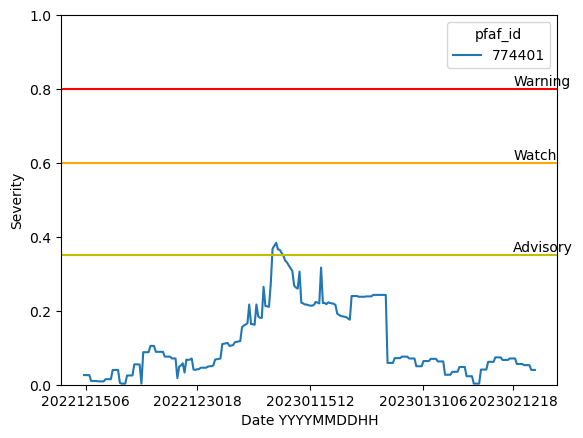 1.0
0.8
0.6
0.4
0.2
0.0
Severity
pfaf_id
774401
Warning
Watch
Advisory
2022121506
2022123018
2023011512
2023013106
2023021218
Date YYYYMMDDHH